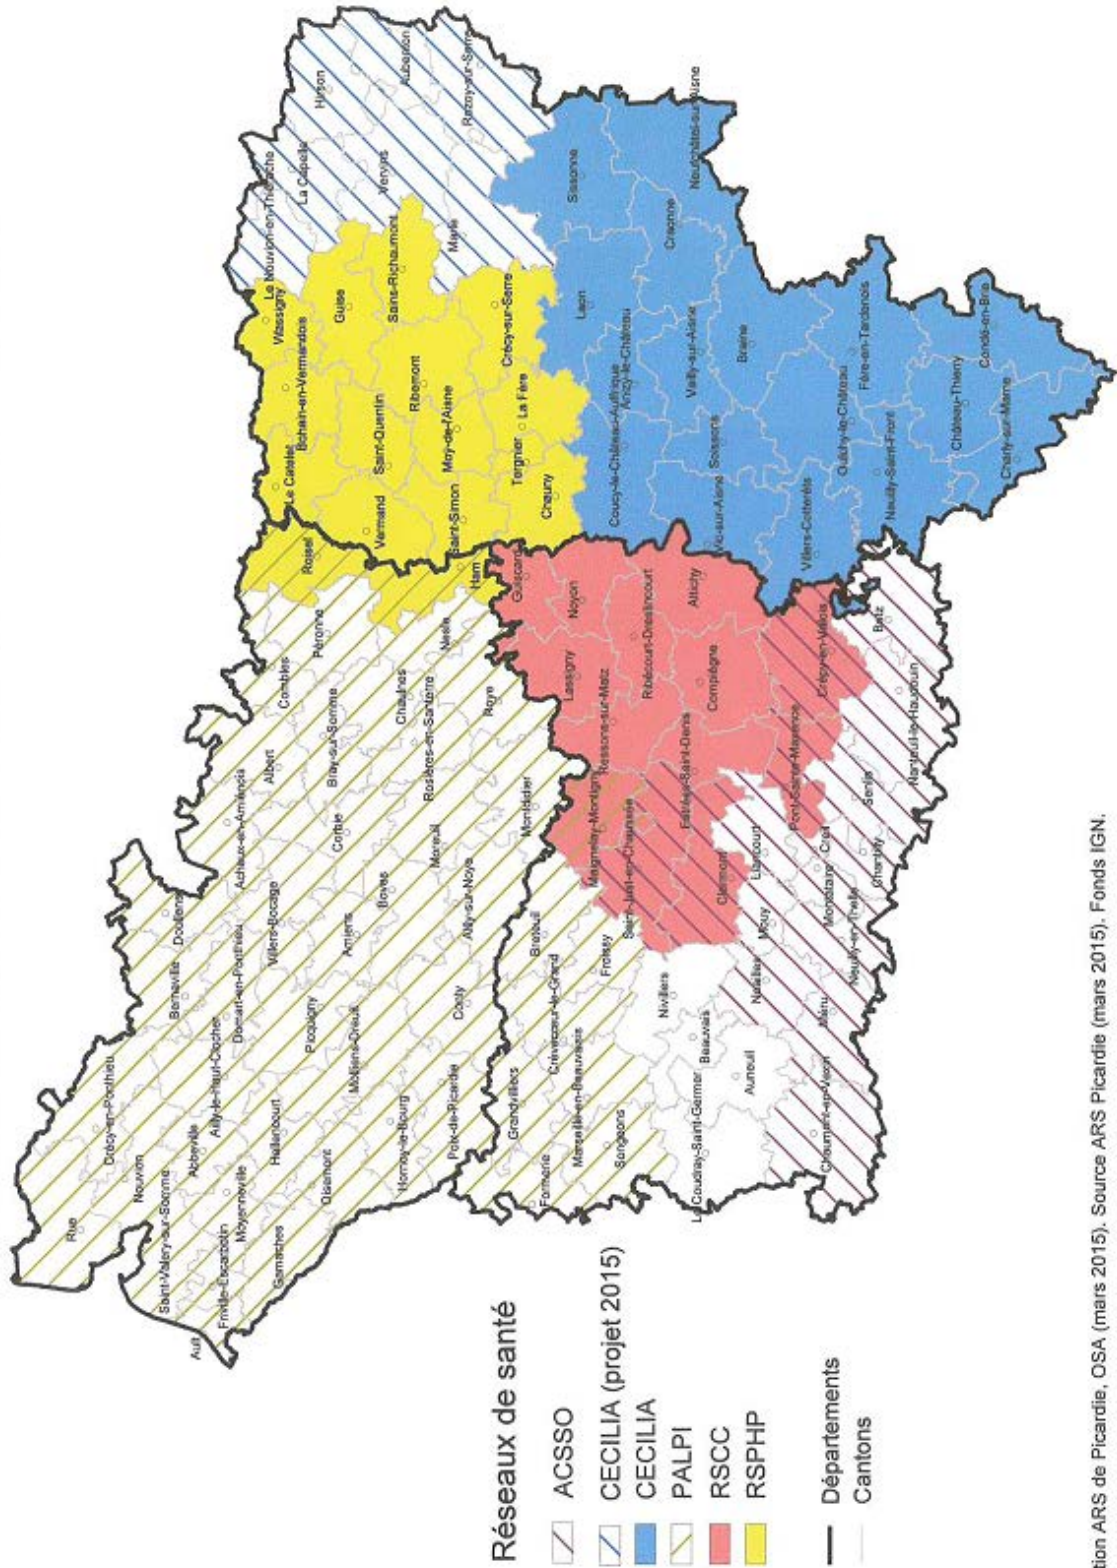 Rue
Crécy-en-Ponthieu
Nouvion
Saint-Valery-sur-Somme
Abbeville
Ailly-le-Haut-Clocher
Ault
Friville-Escarbotin
Moyenneville
Gamaches
Hallencourt
Oisemont
Hornoy-le-Bourg
Poix-de-Picardie
Molliens-Dreuil
Picquigny
Domart-en-Ponthieu
Bernaville
Doullens
Villers-Bocage
Amiens
Conty
Boves
Ailly-sur-Noye
Acheux-en-Amiénois
Corbie
Moreuil
Montdidier
Albert
Bray-sur-Somme
Rosières-en-Santerre
Combles
Péronne
Chaulnes
Roye
Nesle
Roisel
Ham
Formerie
Grandvilliers
Marseille-en-Beauvaisis
Songeons
Crèvecœur-le-Grand
Breteuil
Froissy
Maignelay-Montigny
Saint-Just-en-Chaussée
Nivillers
Beauvais
Auneuil
Le Coudray-Saint-Germer
Chaumont-en-Vexin
Méru
Noailles
Mouy
Clermont
Liancourt
Neuilly-en-Thelle
Montataire
Creil
Chantilly
Senlis
Pont-Sainte-Maxence
Estrées-Saint-Denis
Ressons-sur-Matz
Lassigny
Noyon
Guiscard
Ribécourt-Dreslincourt
Compiègne
Attichy
Crépy-en-Valois
Betz
Nanteuil-le-Haudouin
Le Catelet
Bohain-en-Vermandois
Wassigny
Le Nouvion-en-Thiérache
La Capelle
Hirson
Aubenton
Rozoy-sur-Serre
Vervins
Marle
Guise
Sains-Richaumont
Saint-Quentin
Ribemont
Vermand
Saint-Simon
Moy-de-l'Aisne
Crécy-sur-Serre
La Fère
Tergnier
Chauny
Coucy-le-Château-Auffrique
Anizy-le-Château
Laon
Sissonne
Neufchâtel-sur-Aisne
Craonne
Vailly-sur-Aisne
Braine
Soissons
Vic-sur-Aisne
Villers-Cotterêts
Oulchy-le-Château
Fère-en-Tardenois
Neuilly-Saint-Front
Château-Thierry
Condé-en-Brie
Charly-sur-Marne
Réseaux de santé
ACSSO
CECILIA (projet 2015)
CECILIA
PALPI
RSCC
RSPHP
Départements
Cantons
tion ARS de Picardie, OSA (mars 2015). Source ARS Picardie (mars 2015). Fonds IGN.